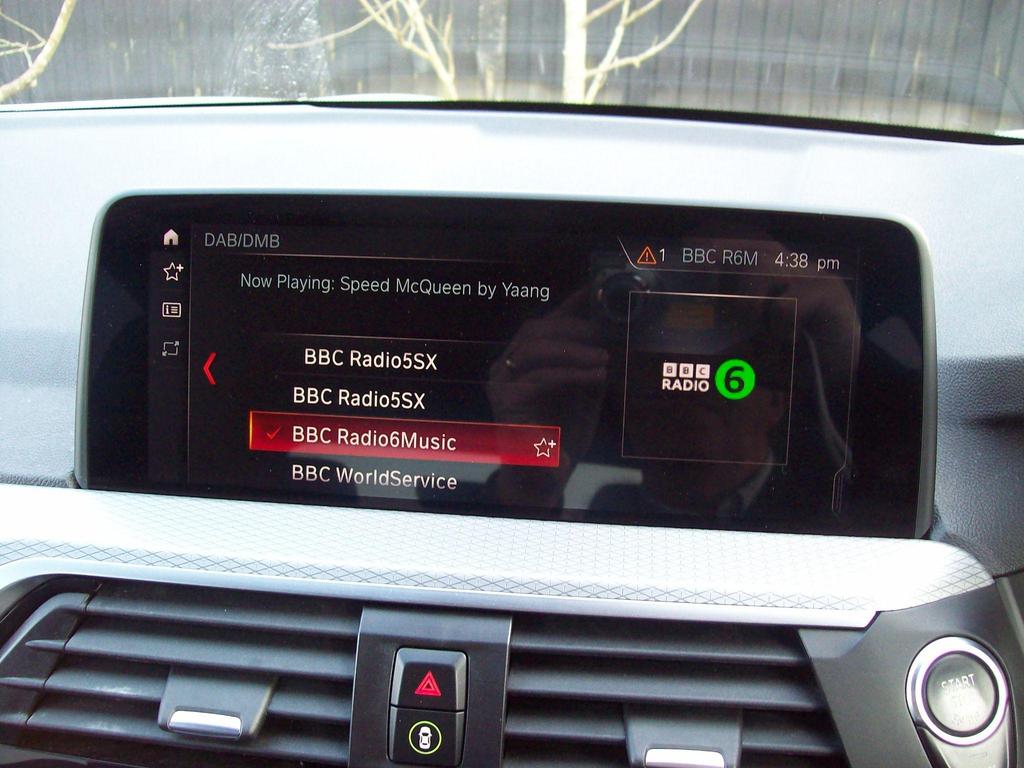 DAB/DMB
1 BBC R6M 4:38 pm
Now Playing: Speed McQueen by Yaang
BBC Radio5SX
BBC Radio5SX
BBC Radio6Music
BBC WorldService
BBC
RADIO 6
START